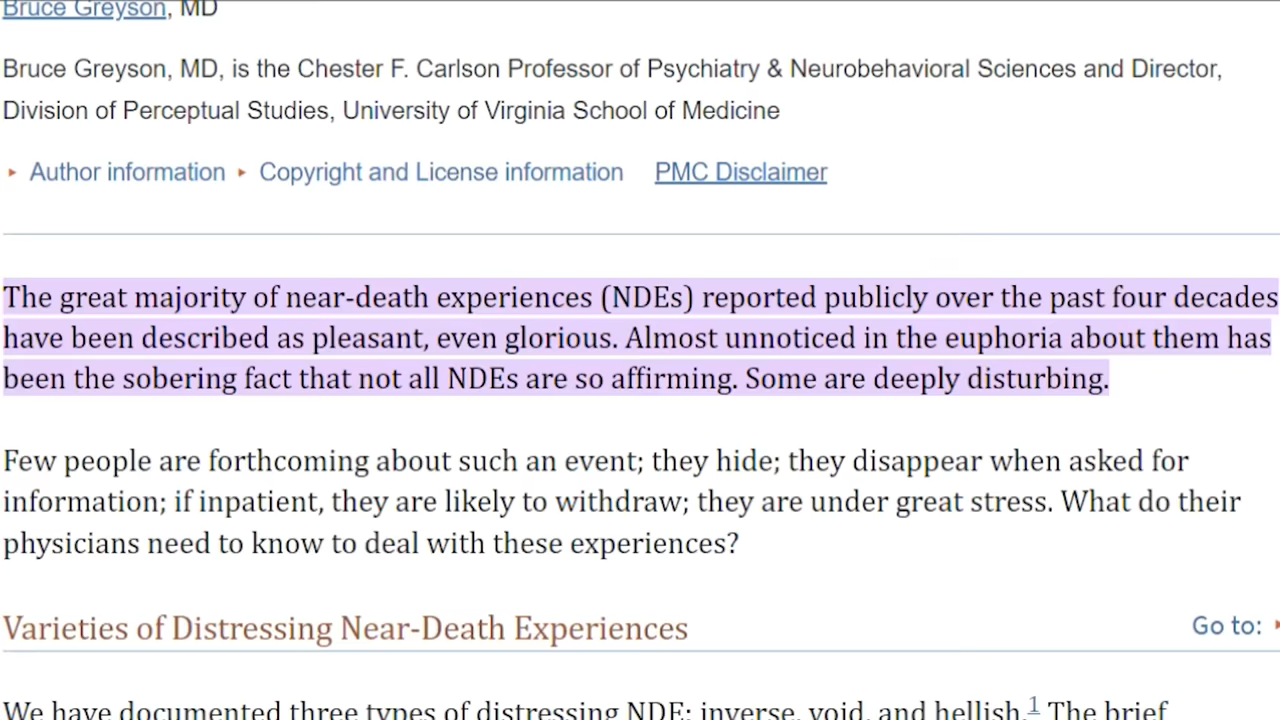 Bruce Greyson, MD
Bruce Greyson, MD, is the Chester F. Carlson Professor of Psychiatry & Neurobehavioral Sciences and Director,
Division of Perceptual Studies, University of Virginia School of Medicine
Author information Copyright and License information PMC Disclaimer
The great majority of near-death experiences (NDEs) reported publicly over the past four decades
have been described as pleasant, even glorious. Almost unnoticed in the euphoria about them has
been the sobering fact that not all NDEs are so affirming. Some are deeply disturbing.
Few people are forthcoming about such an event; they hide; they disappear when asked for
information; if inpatient, they are likely to withdraw; they are under great stress. What do their
physicians need to know to deal with these experiences?
Varieties of Distressing Near-Death Experiences Go to:
We have documented three types of distressing NDE: inverse, void, and hellish.1 The brief